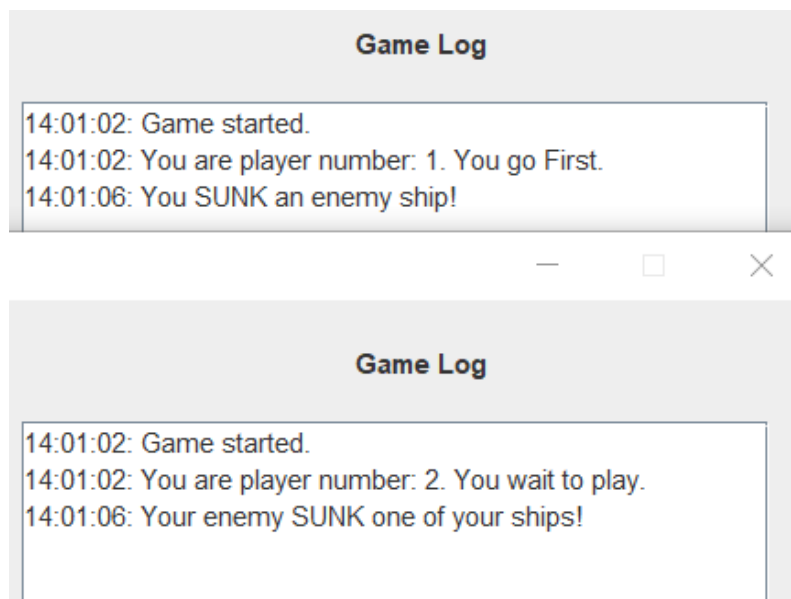 Game Log
14:01:02: Game started.
14:01:02: You are player number: 1. You go First.
14:01:06: You SUNK an enemy ship!
Game Log
14:01:02: Game started.
14:01:02: You are player number: 2. You wait to play.
14:01:06: Your enemy SUNK one of your ships!